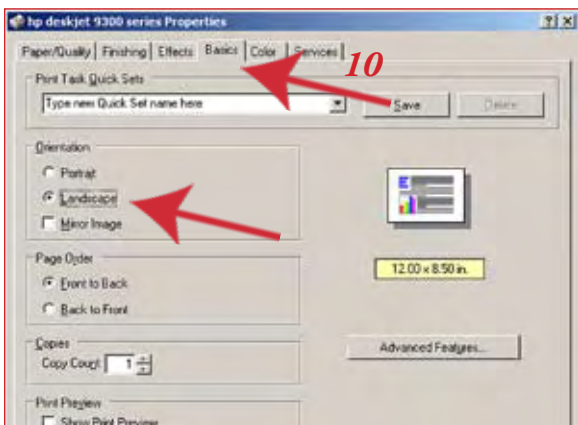 hp deskjet 9300 series Properties
Paper/Quality Finishing Effects Basics Color Services
10
Print Task Quick Sets
Type new Quick Set name here Save Delete
Orientation
Portrait
Landscape
Mirror Image
Page Order
12.00 x 8.50 in.
Front to Back
Back to Front
Copies
Copy Count 1
Advanced Features...
Print Preview
Show Print Preview